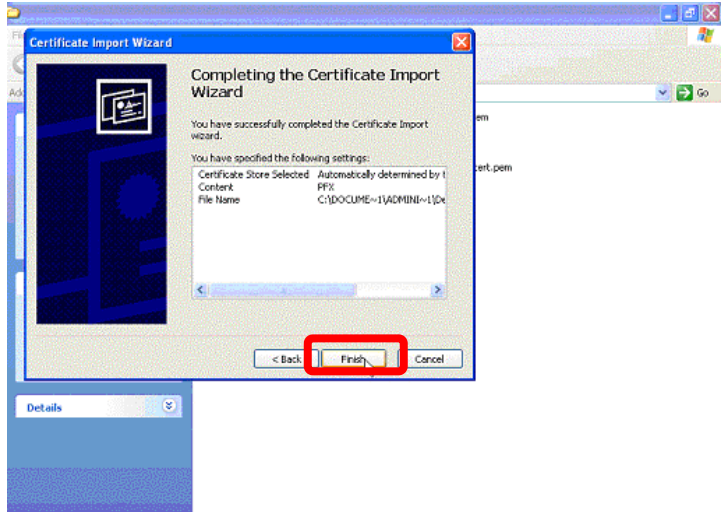 Certificate Import Wizard
Completing the Certificate Import
Wizard
You have successfully completed the Certificate Import
wizard.
You have specified the following settings:
Certificate Store Selected Automatically determined by t
Content PFX
File Name C:\DOCUME~1\ADMINI~1\De
< Back Finish Cancel
Go
em
cert.pem
Details